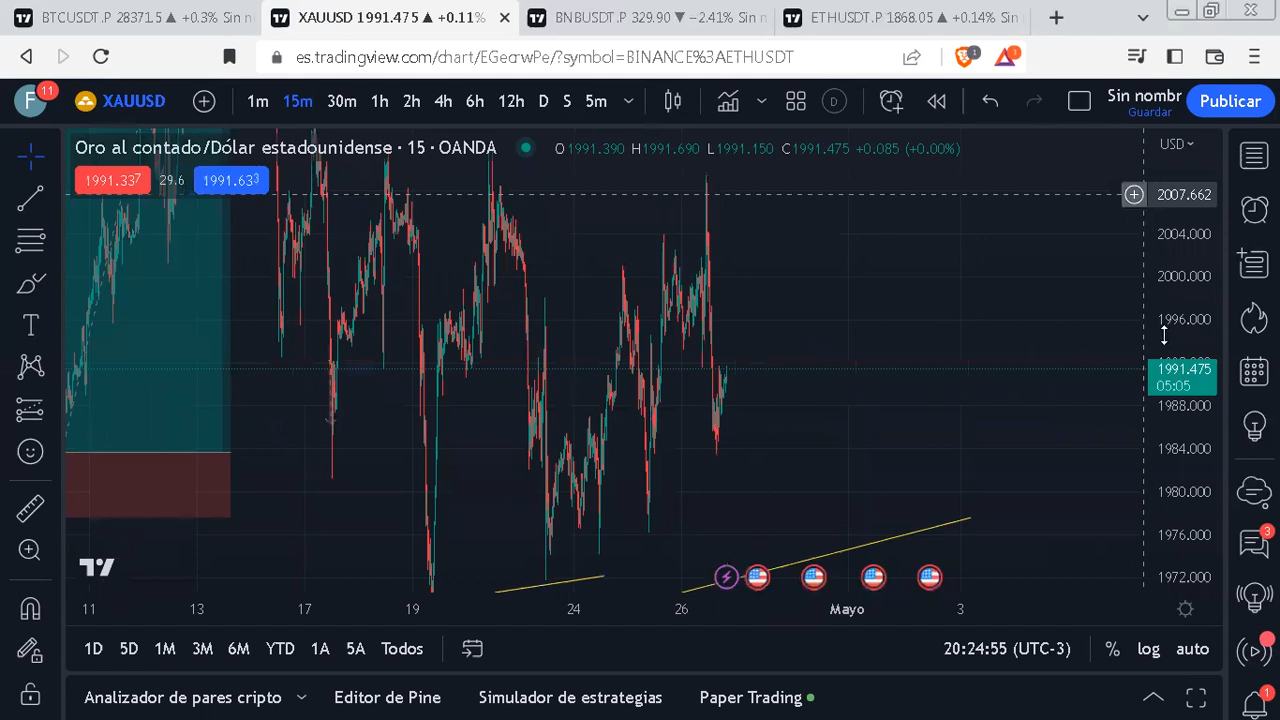 BTCUSDT.P 28371.5 ▲ +0.3% Sin n
XAUUSD 1991.475 ▲ +0.11%
BNBUSDT.P 329.90 ▼ −2.41% Sin n
ETHUSDT.P 1868.05 ▲ +0.14% Sin
es.tradingview.com/chart/EGecrwPe/?symbol=BINANCE%3AETHUSDT
1
F
11
XAUUSD
1m 15m 30m 1h 2h 4h 6h 12h D S 5m
D
Sin nombr
Guardar
Publicar
Oro al contado/Dólar estadounidense · 15 · OANDA
O1991.390 H1991.690 L1991.150 C1991.475 +0.085 (+0.00%)
USD
1991.337
29.6
1991.633
2007.662
2004.000
2000.000
1996.000
1991.475
05:05
1988.000
1984.000
1980.000
1976.000
1972.000
3
11 13 17 19 24 26 Mayo 3
1D 5D 1M 3M 6M YTD 1A 5A Todos
20:24:55 (UTC-3) % log auto
Analizador de pares cripto Editor de Pine Simulador de estrategias Paper Trading
1